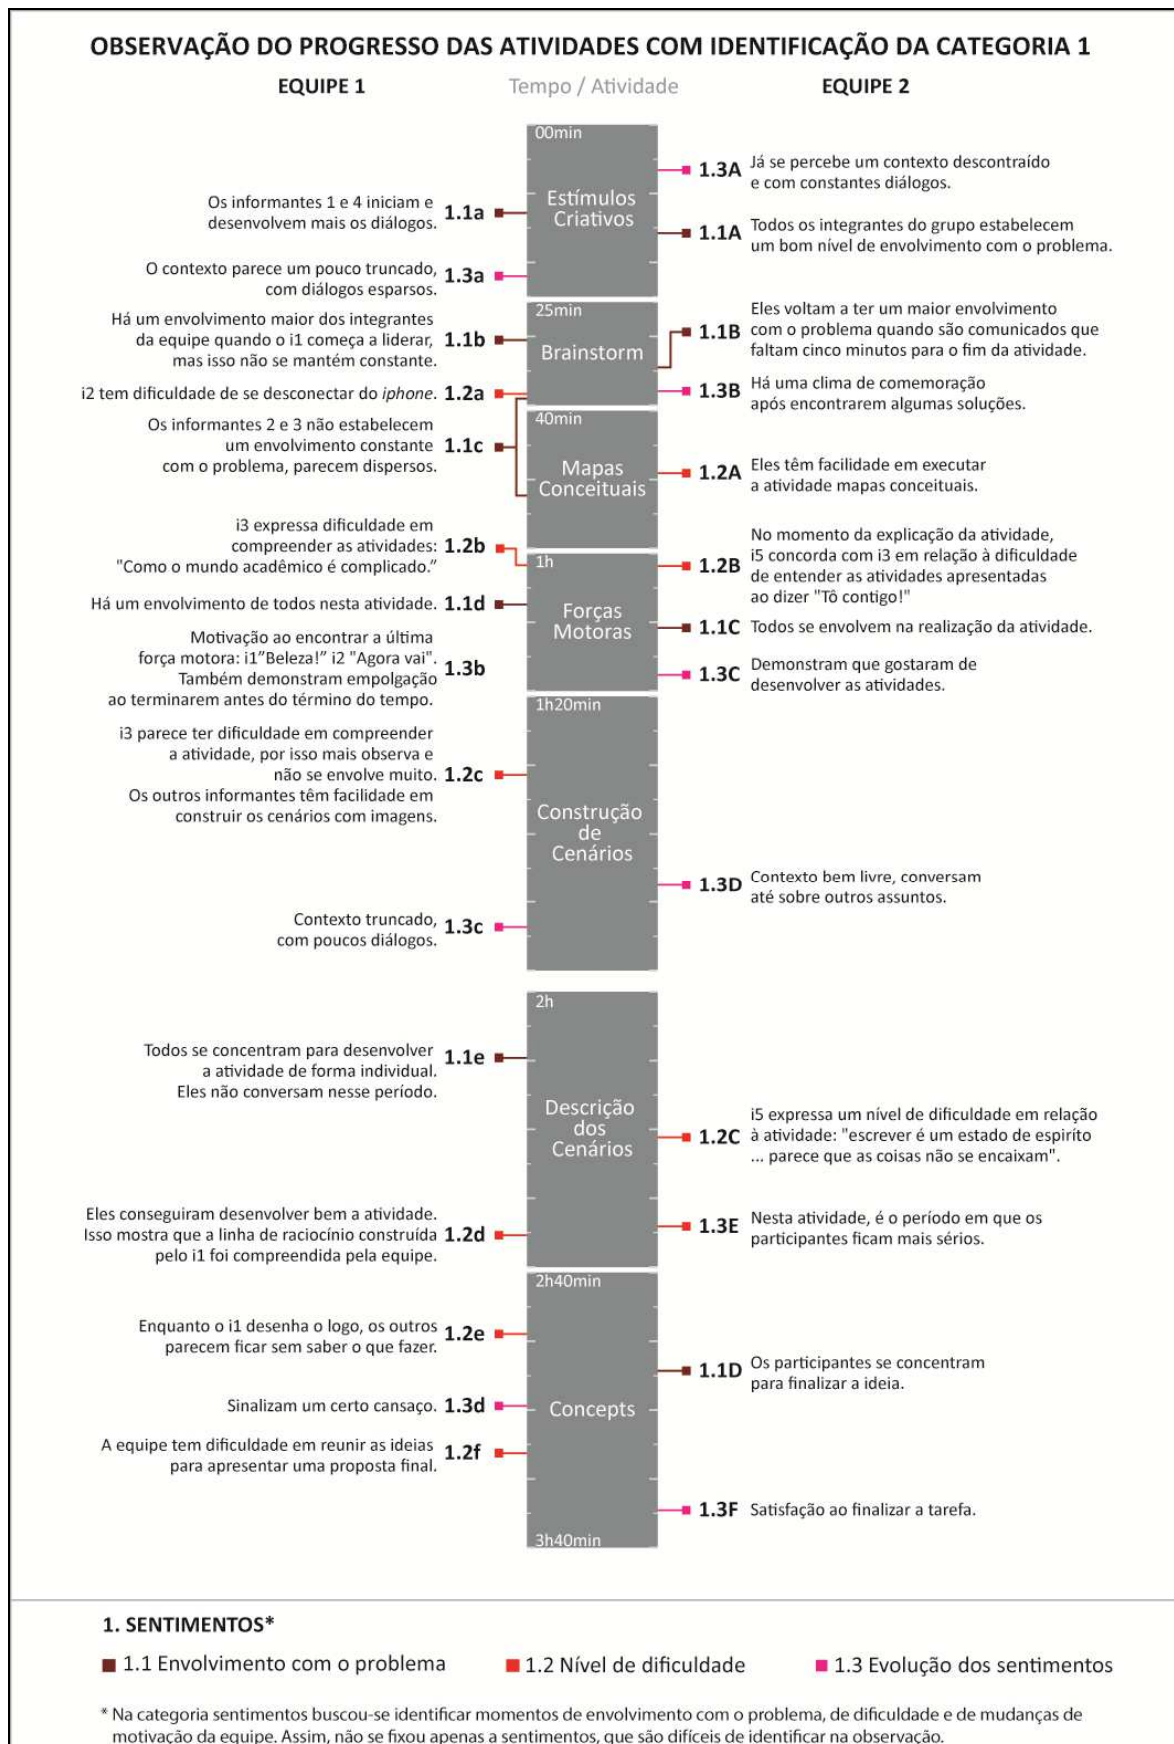 OBSERVAÇÃO DO PROGRESSO DAS ATIVIDADES COM IDENTIFICAÇÃO DA CATEGORIA 1
EQUIPE 1
Tempo / Atividade
EQUIPE 2
00min
Estímulos
Criativos
1.3A
Já se percebe um contexto descontraído
e com constantes diálogos.
Os informantes 1 e 4 iniciam e
desenvolvem mais os diálogos.
1.1a
1.1A
Todos os integrantes do grupo estabelecem
um bom nível de envolvimento com o problema.
O contexto parece um pouco truncado,
com diálogos esparsos.
1.3a
25min
Brainstorm
Há um envolvimento maior dos integrantes
da equipe quando o i1 começa a liderar,
mas isso não se mantém constante.
1.1b
1.1B
Eles voltam a ter um maior envolvimento
com o problema quando são comunicados que
faltam cinco minutos para o fim da atividade.
i2 tem dificuldade de se desconectar do iphone.
1.2a
1.3B
Há uma clima de comemoração
após encontrarem algumas soluções.
40min
Mapas
Conceituais
Os informantes 2 e 3 não estabelecem
um envolvimento constante
com o problema, parecem dispersos.
1.1c
1.2A
Eles têm facilidade em executar
a atividade mapas conceituais.
i3 expressa dificuldade em
compreender as atividades:
"Como o mundo acadêmico é complicado.”
1.2b
1h
Forças
Motoras
1.2B
No momento da explicação da atividade,
i5 concorda com i3 em relação à dificuldade
de entender as atividades apresentadas
ao dizer "Tô contigo!"
Há um envolvimento de todos nesta atividade.
1.1d
1.1C
Todos se envolvem na realização da atividade.
Motivação ao encontrar a última
força motora: i1”Beleza!” i2 "Agora vai".
Também demonstram empolgação
ao terminarem antes do término do tempo.
1.3b
1.3C
Demonstram que gostaram de
desenvolver as atividades.
1h20min
Construção
de
Cenários
i3 parece ter dificuldade em compreender
a atividade, por isso mais observa e
não se envolve muito.
Os outros informantes têm facilidade em
construir os cenários com imagens.
1.2c
1.3D
Contexto bem livre, conversam
até sobre outros assuntos.
Contexto truncado,
com poucos diálogos.
1.3c
2h
Descrição
dos
Cenários
Todos se concentram para desenvolver
a atividade de forma individual.
Eles não conversam nesse período.
1.1e
1.2C
i5 expressa um nível de dificuldade em relação
à atividade: "escrever é um estado de espiríto
... parece que as coisas não se encaixam".
Eles conseguiram desenvolver bem a atividade.
Isso mostra que a linha de raciocínio construída
pelo i1 foi compreendida pela equipe.
1.2d
1.3E
Nesta atividade, é o período em que os
participantes ficam mais sérios.
2h40min
Concepts
Enquanto o i1 desenha o logo, os outros
parecem ficar sem saber o que fazer.
1.2e
1.1D
Os participantes se concentram
para finalizar a ideia.
Sinalizam um certo cansaço.
1.3d
A equipe tem dificuldade em reunir as ideias
para apresentar uma proposta final.
1.2f
1.3F
Satisfação ao finalizar a tarefa.
3h40min
1. SENTIMENTOS*
1.1 Envolvimento com o problema
1.2 Nível de dificuldade
1.3 Evolução dos sentimentos
* Na categoria sentimentos buscou-se identificar momentos de envolvimento com o problema, de dificuldade e de mudanças de
motivação da equipe. Assim, não se fixou apenas a sentimentos, que são difíceis de identificar na observação.